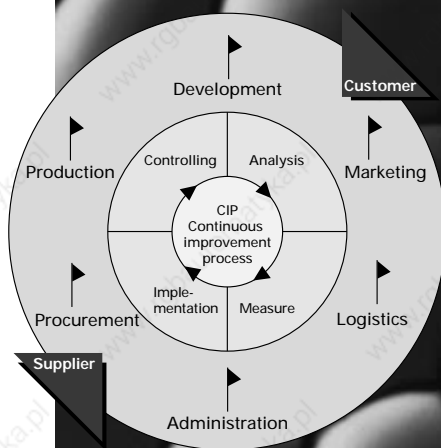 Development
Customer
Production
Marketing
Controlling
Analysis
CIP
Continuous
improvement
process
Imple-
mentation
Measure
Procurement
Logistics
Supplier
Administration